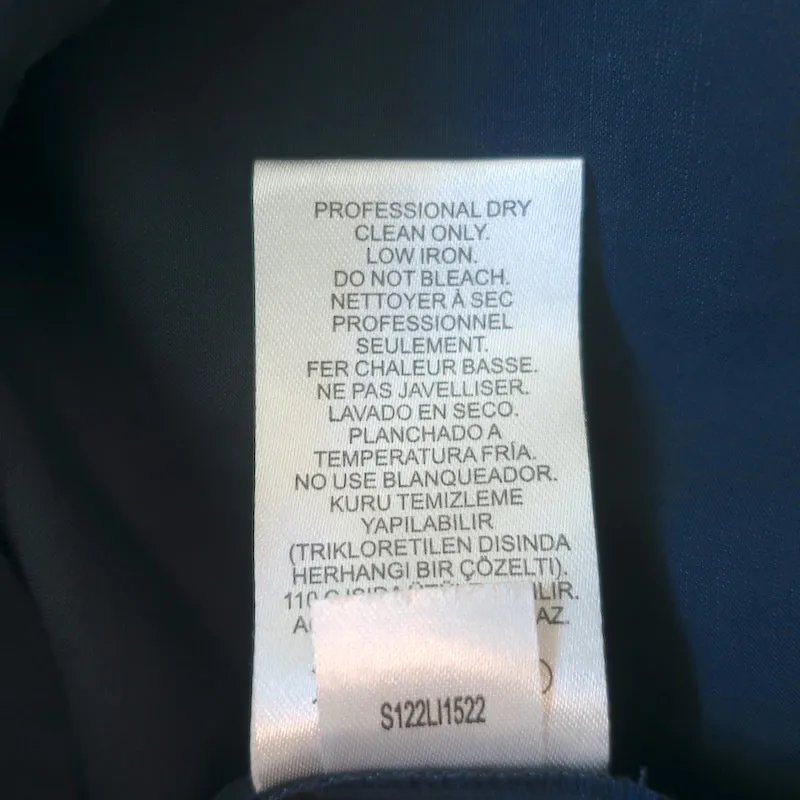 PROFESSIONAL DRY
CLEAN ONLY.
LOW IRON.
DO NOT BLEACH.
NETTOYER À SEC
PROFESSIONNEL
SEULEMENT.
FER CHALEUR BASSE.
NE PAS JAVELLISER.
LAVADO EN SECO.
PLANCHADO A
TEMPERATURA FRÍA.
NO USE BLANQUEADOR.
KURU TEMIZLEME
YAPILABILIR
(TRIKLORETILEN DISINDA
HERHANGI BIR ÇÖZELTI).
110
S122LI1522